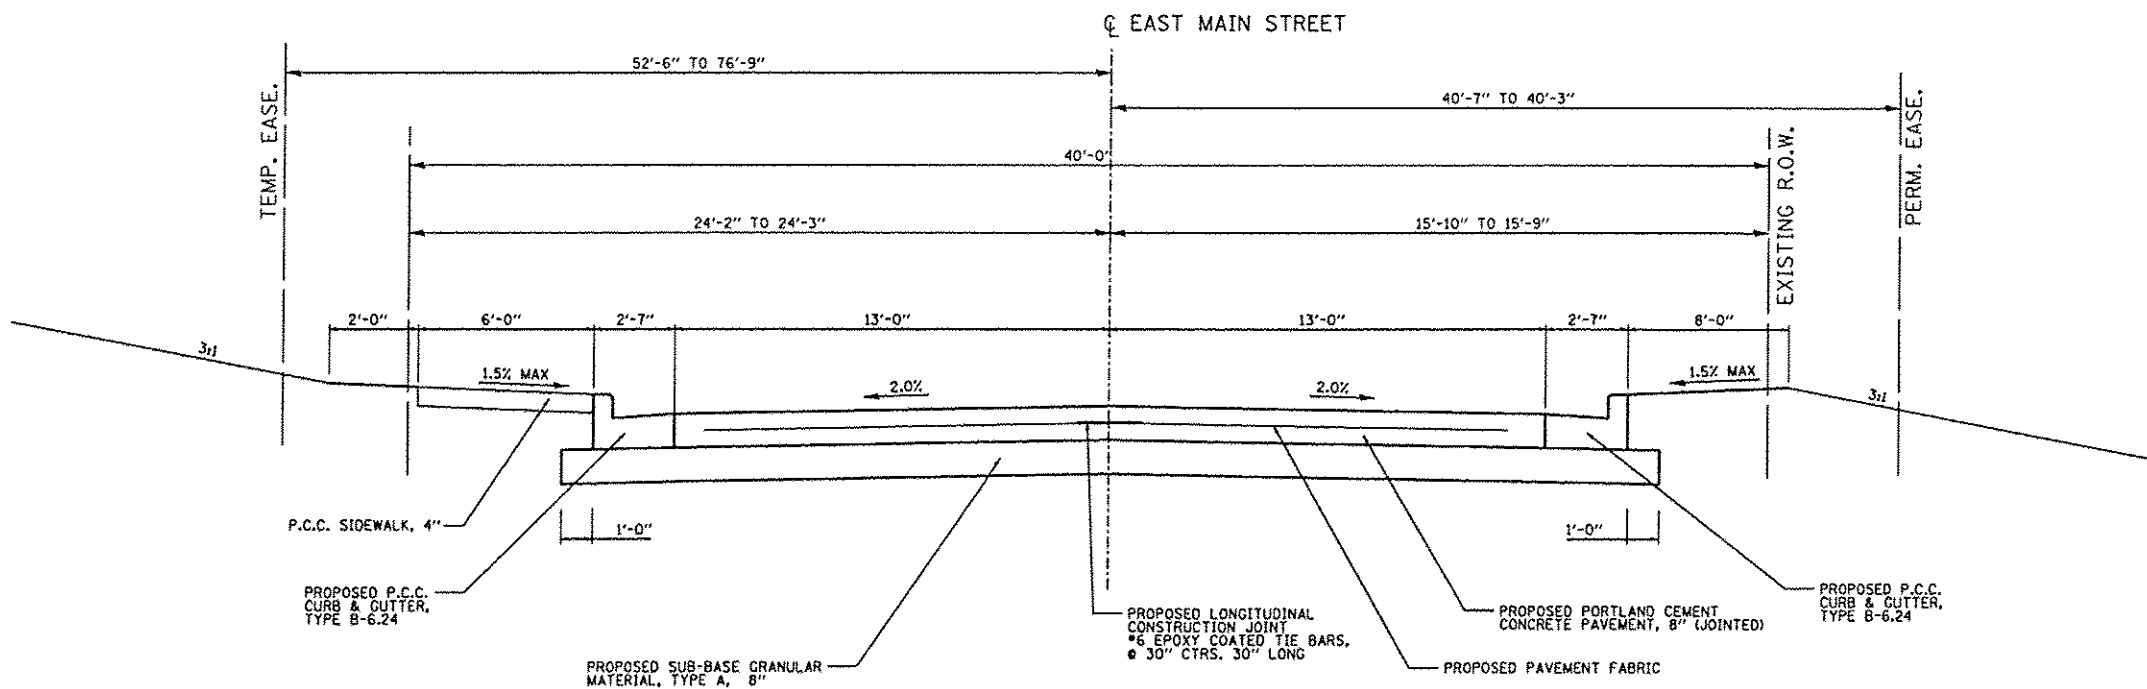 ℄ EAST MAIN STREET
52'-6" TO 76'-9"
40'-7" TO 40'-3"
TEMP. EASE.
PERM. EASE.
EXISTING R.O.W.
40'-0'
24'-2" TO 24'-3"
15'-10" TO 15'-9"
2'-0"
6'-0"
2'-7"
13'-0"
13'-0"
2'-7"
8'-0"
3:1
1.5% MAX
2.0%
2.0%
1.5% MAX
3:1
P.C.C. SIDEWALK, 4"
1'-0"
1'-0"
PROPOSED P.C.C.
CURB & GUTTER,
TYPE B-6.24
PROPOSED SUB-BASE GRANULAR
MATERIAL, TYPE A, 8"
PROPOSED LONGITUDINAL
CONSTRUCTION JOINT
#6 EPOXY COATED TIE BARS,
@ 30" CTRS. 30" LONG
PROPOSED PORTLAND CEMENT
CONCRETE PAVEMENT, 8" (JOINTED)
PROPOSED PAVEMENT FABRIC
PROPOSED P.C.C.
CURB & GUTTER,
TYPE B-6.24